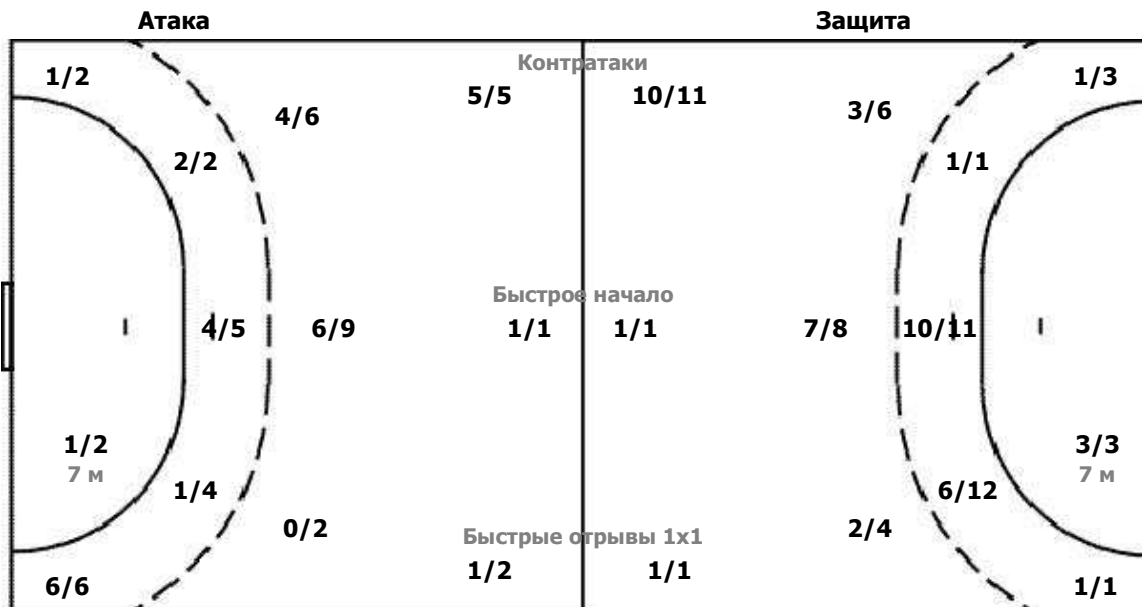 Атака Защита
Контратаки
1/2 5/5 10/11 1/3
4/6 3/6
2/2 1/1
Быстрое начало
4/5 6/9 1/1 1/1 7/8 10/11
1/2 3/3
7 м 7 м
1/4 6/12
0/2 Быстрые отрывы 1x1 2/4
6/6 1/2 1/1 1/1